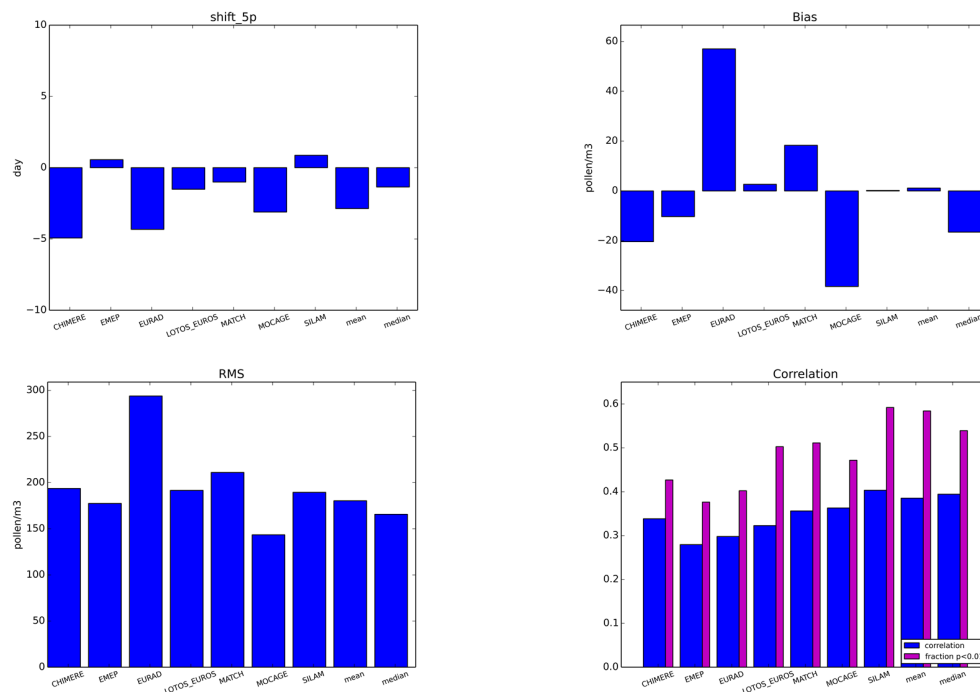 shift_5p
10
5
0
−5
−10
day
CHIMERE EMEP EURAD LOTOS_EUROS MATCH MOCAGE SILAM mean median
Bias
60
40
20
0
−20
−40
pollen/m3
CHIMERE EMEP EURAD LOTOS_EUROS MATCH MOCAGE SILAM mean median
RMS
300
250
200
150
100
50
0
pollen/m3
CHIMERE EMEP EURAD LOTOS_EUROS MATCH MOCAGE SILAM mean median
Correlation
0.6
0.5
0.4
0.3
0.2
0.1
0.0
correlation
fraction p<0.01
CHIMERE EMEP EURAD LOTOS_EUROS MATCH MOCAGE SILAM mean median